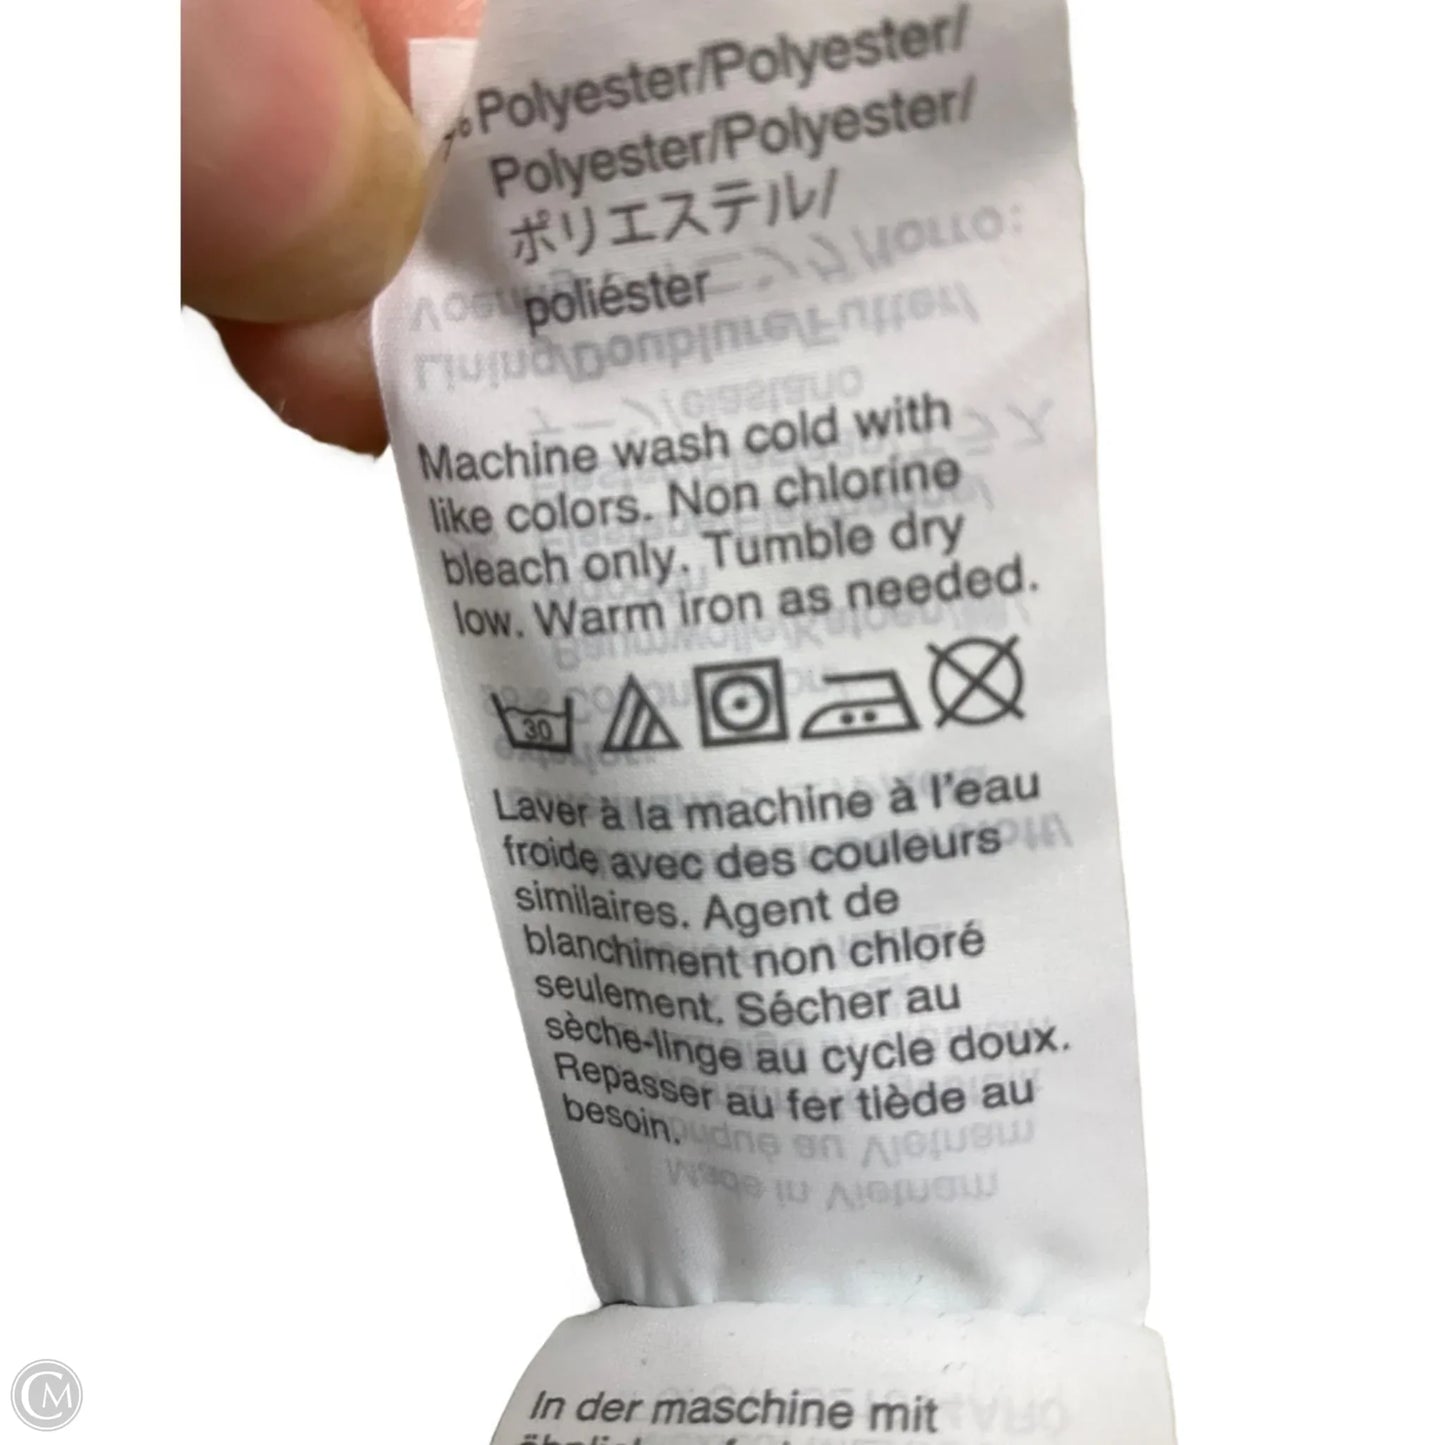 % Polyester/Polyester/
Polyester/Polyester/
ポリエステル/
poliéster
Machine wash cold with
like colors. Non chlorine
bleach only. Tumble dry
low. Warm iron as needed.
30
Laver à la machine à l'eau
froide avec des couleurs
similaires. Agent de
blanchiment non chloré
seulement. Sécher au
sèche-linge au cycle doux.
Repasser au fer tiède au
besoin.
In der maschine mit
CM